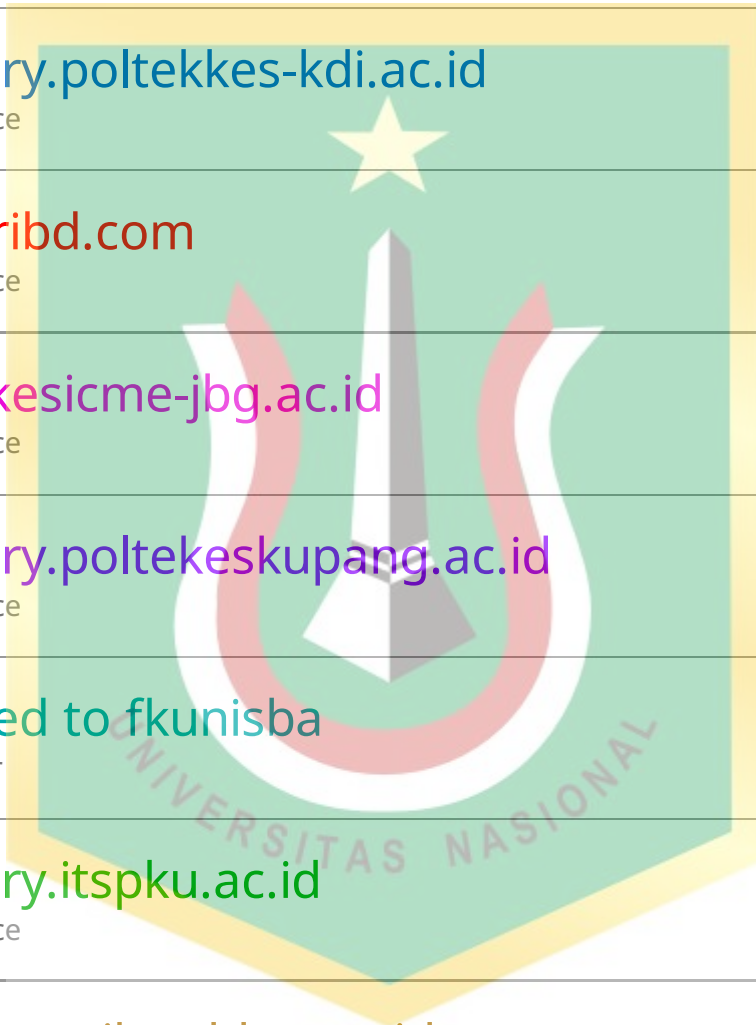 ry.poltekkes-kdi.ac.id
ce
ribd.com
ce
kesicme-jbg.ac.id
ce
ry.poltekeskupang.ac.id
ce
ed to fkunisba
ry.itspku.ac.id
ce
UNIVERSITAS NASIONAL